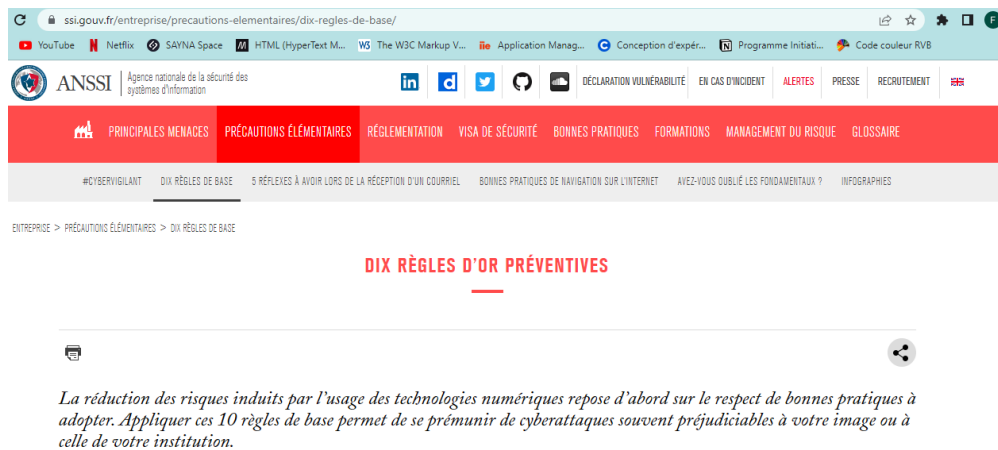 ssi.gouv.fr/entreprise/precautions-elementaires/dix-regles-de-base/
YouTube Netflix SAYNA Space HTML (HyperText M... The W3C Markup V... Application Manag... Conception d'expér... Programme Initiati... Code couleur RVB
ANSSI Agence nationale de la sécurité des
systèmes d'information
DÉCLARATION VULNÉRABILITÉ EN CAS D'INCIDENT ALERTES PRESSE RECRUTEMENT
PRINCIPALES MENACES PRÉCAUTIONS ÉLÉMENTAIRES RÉGLEMENTATION VISA DE SÉCURITÉ BONNES PRATIQUES FORMATIONS MANAGEMENT DU RISQUE GLOSSAIRE
#CYBERVIGILANT DIX RÈGLES DE BASE 5 RÉFLEXES À AVOIR LORS DE LA RÉCEPTION D'UN COURRIEL BONNES PRATIQUES DE NAVIGATION SUR L'INTERNET AVEZ-VOUS OUBLIÉ LES FONDAMENTAUX ? INFOGRAPHIES
ENTREPRISE > PRÉCAUTIONS ÉLÉMENTAIRES > DIX RÈGLES DE BASE
DIX RÈGLES D'OR PRÉVENTIVES
La réduction des risques induits par l'usage des technologies numériques repose d'abord sur le respect de bonnes pratiques à
adopter. Appliquer ces 10 règles de base permet de se prémunir de cyberattaques souvent préjudiciables à votre image ou à
celle de votre institution.